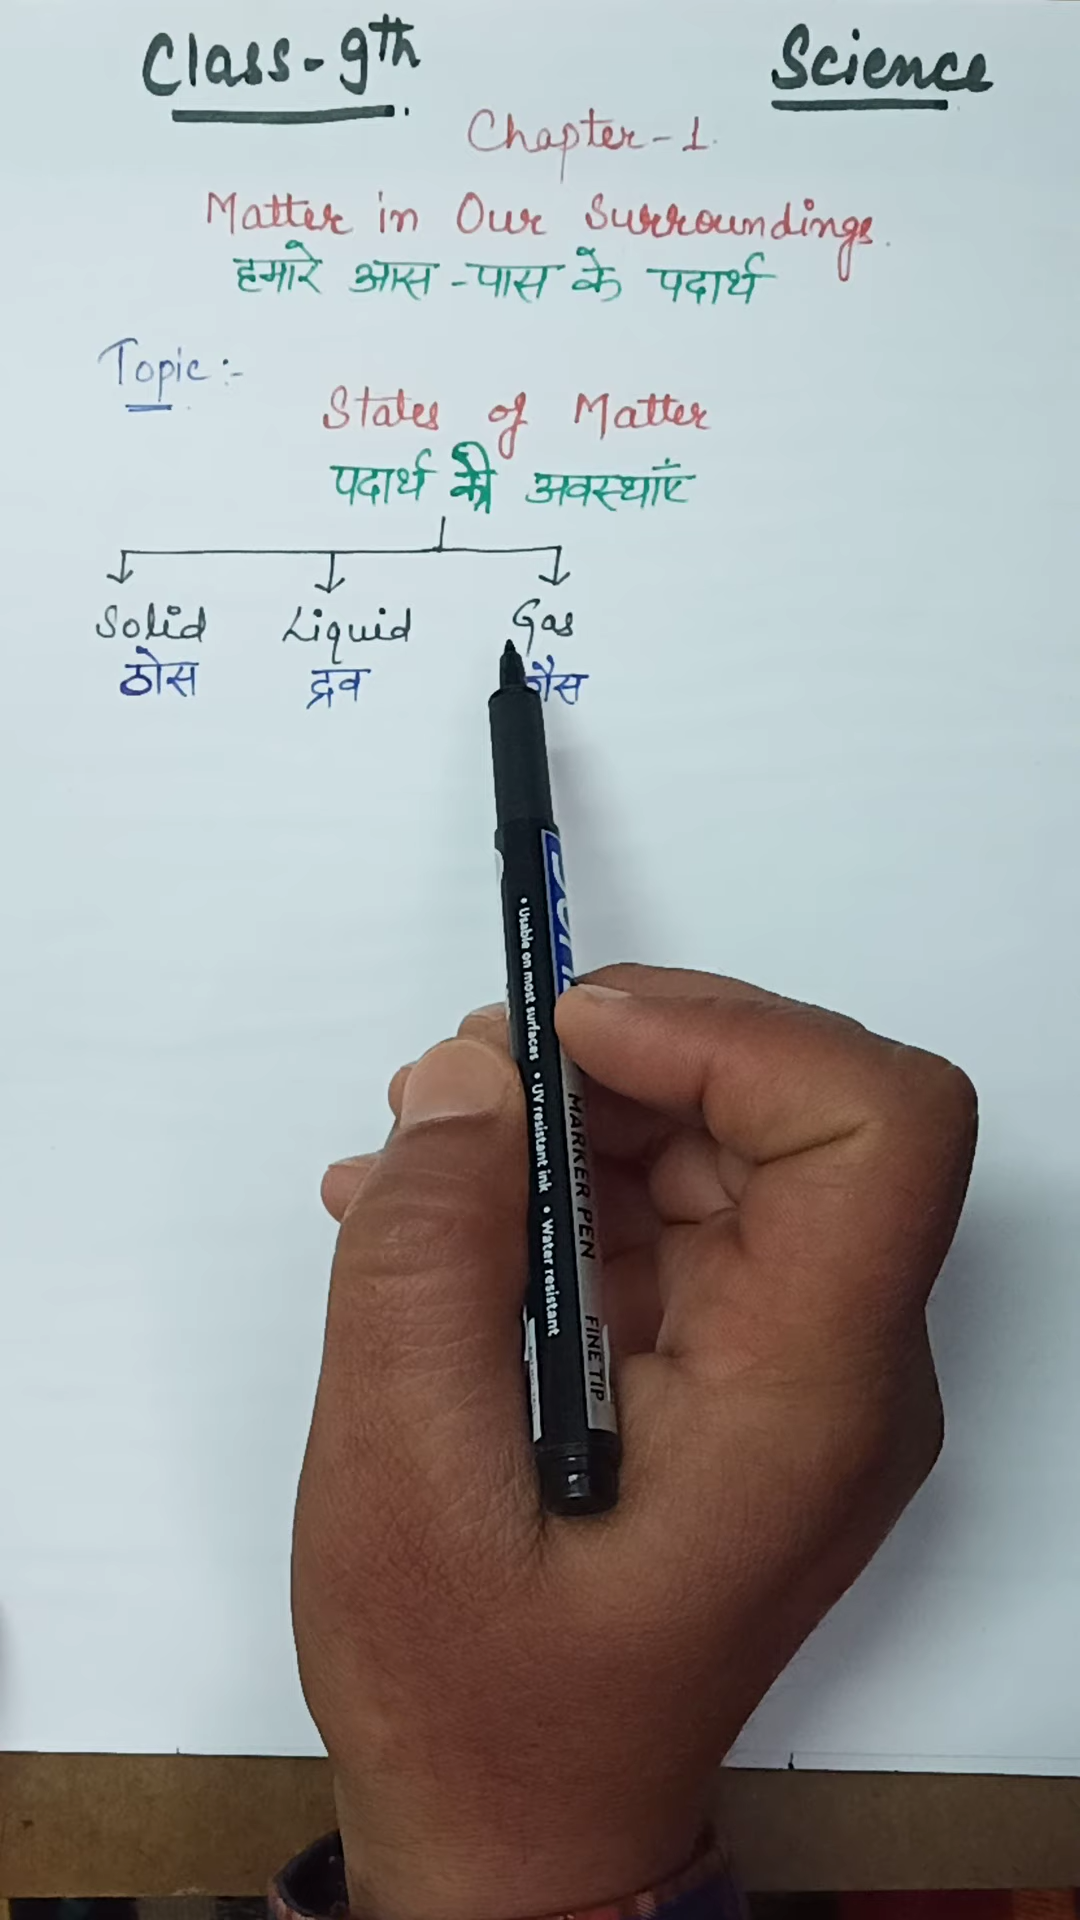 Class-9th Science
Chapter-1.
Matter in Our Surroundings.
हमारे आस-पास के पदार्थ
Topic:-
States of Matter
पदार्थ की अवस्थाएँ
Solid Liquid Gas
ठोस द्रव गैस
• Usable on most surfaces • UV resistant ink • Water resistant
MARKER PEN FINE TIP